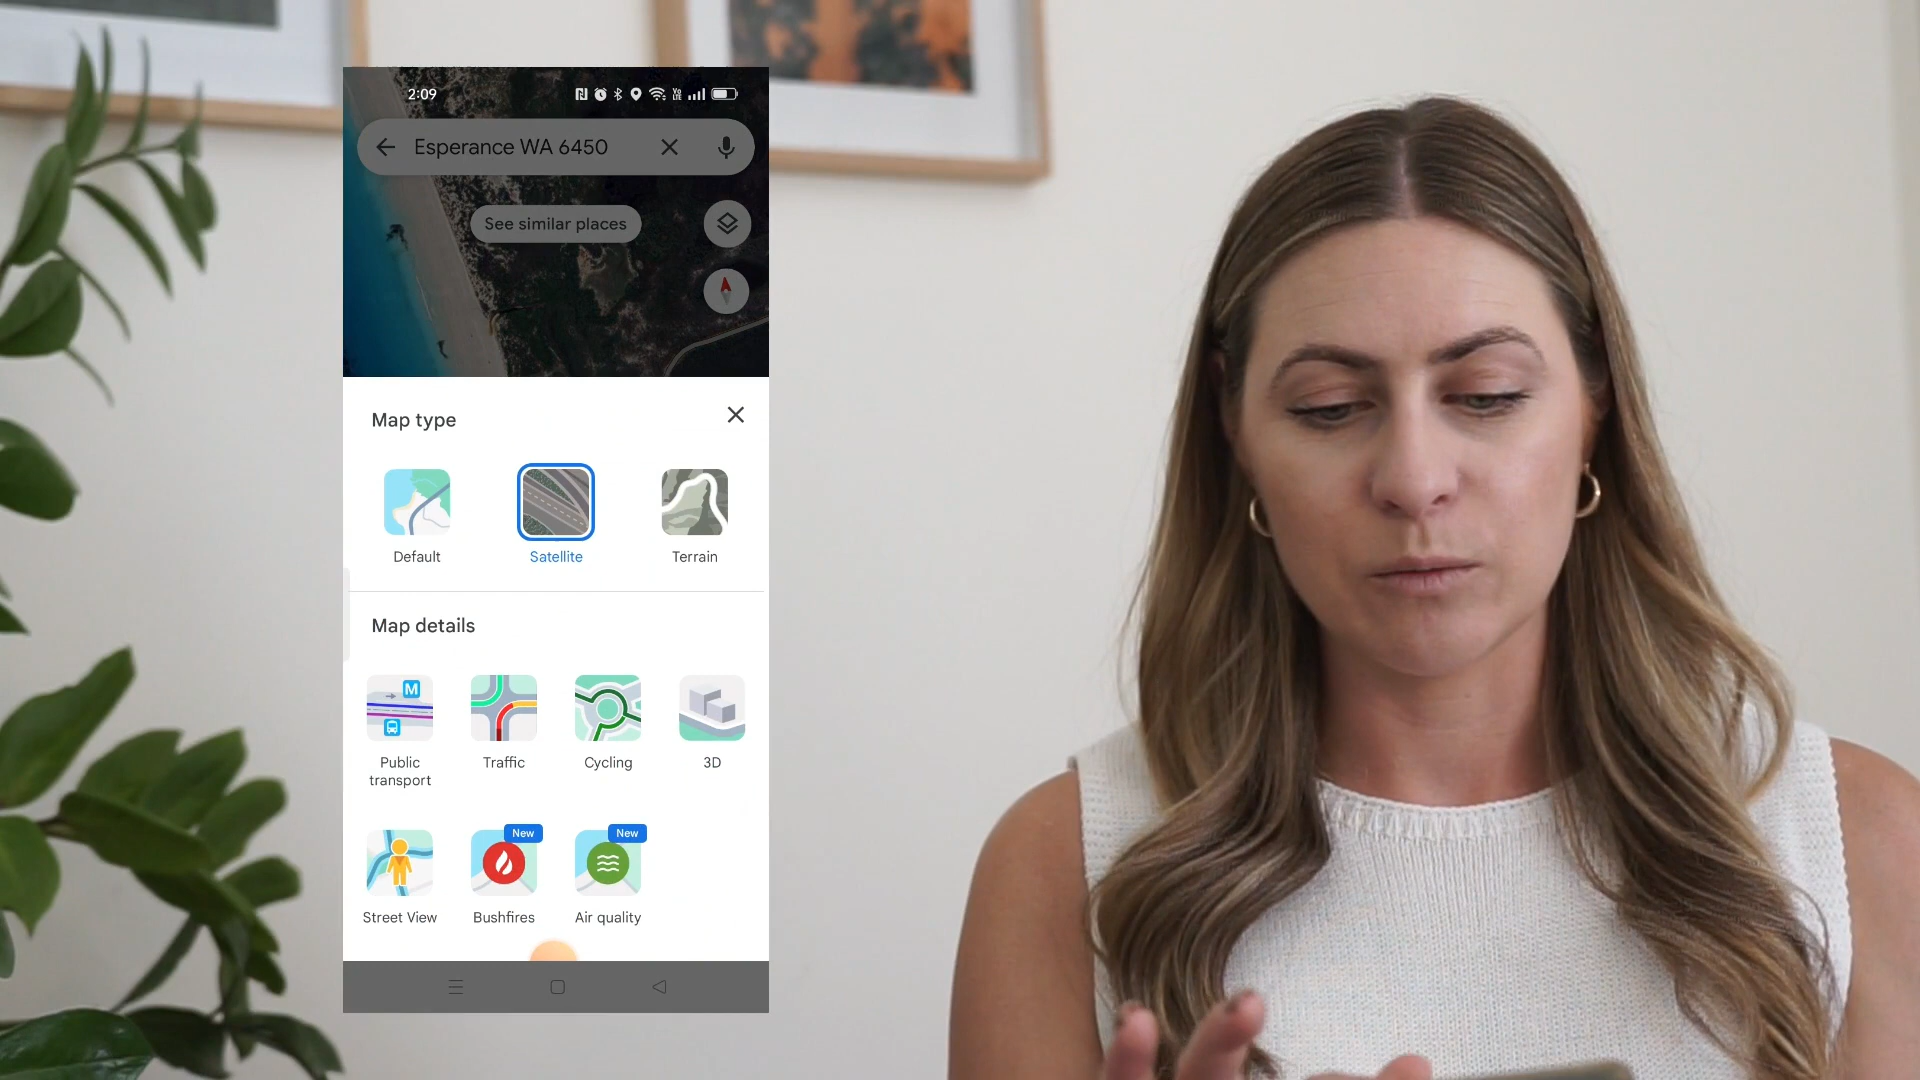 2:09
Esperance WA 6450
See similar places
Map type
Default
Satellite
Terrain
Map details
M
Public
transport
Traffic
Cycling
3D
New
New
Street View
Bushfires
Air quality